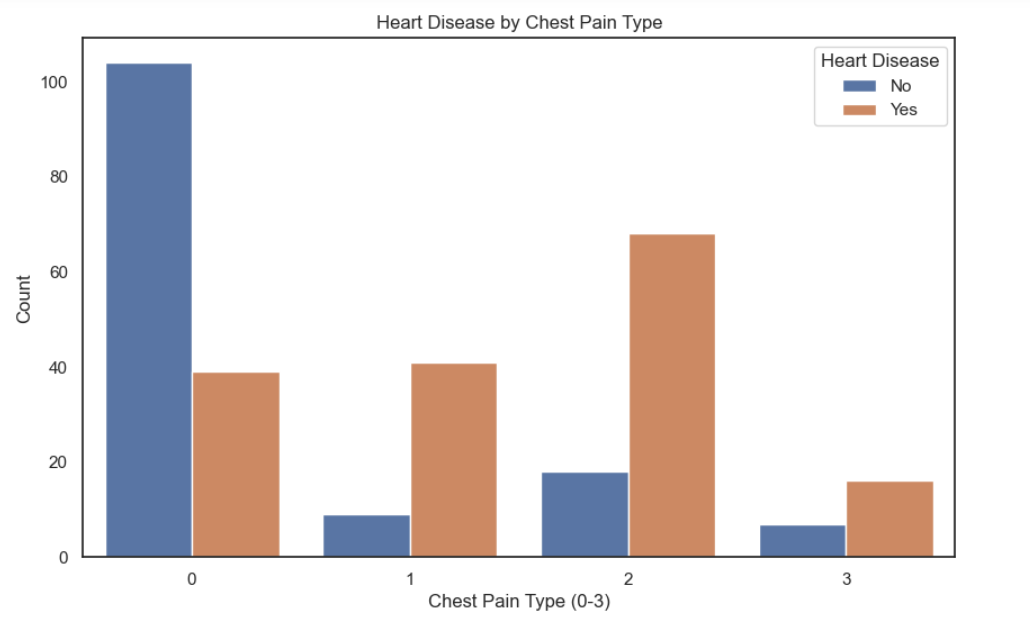 Heart Disease by Chest Pain Type
Heart Disease
No
Yes
Count
100
80
60
40
20
0
0 1 2 3
Chest Pain Type (0-3)